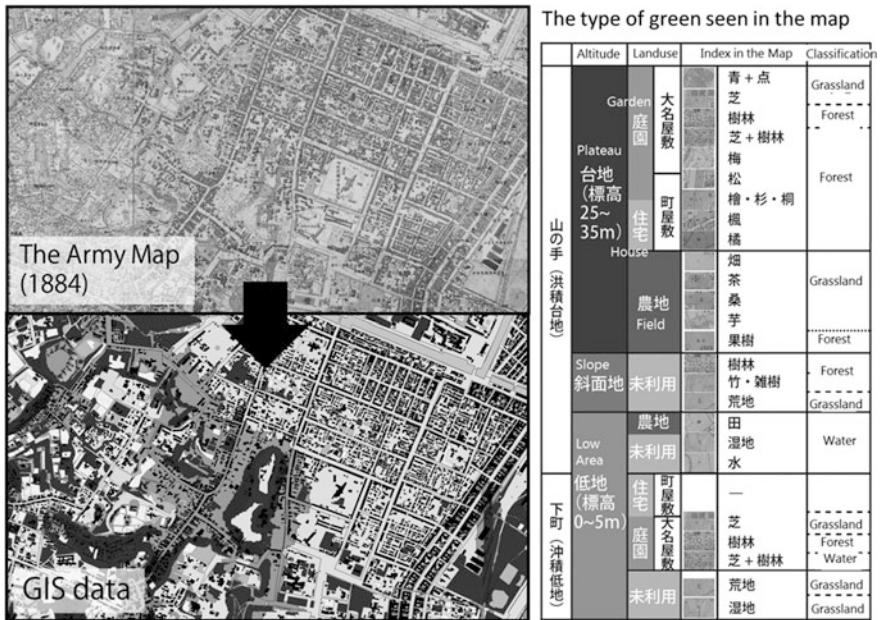 The Army Map
(1884)
GIS data
The type of green seen in the map
Altitude
Landuse
Index in the Map
Classification
山の手（洪積台地）
Plateau
台地
（標高
25~
35m）
Garden
庭園
大名屋敷
青＋点
芝
Grassland
樹林
Forest
芝＋樹林
梅
松
Forest
住宅
House
町屋敷
檜・杉・桐
楓
橘
農地
Field
畑
茶
桑
芋
Grassland
果樹
Forest
Slope
斜面地
未利用
樹林
竹・雑樹
Forest
荒地
Grassland
Low
Area
低地
（標高
0~5m）
農地
田
未利用
湿地
水
Water
下町（沖積低地）
住宅
町屋敷
—
庭園
大名屋敷
芝
Grassland
樹林
Forest
芝＋樹林
Water
未利用
荒地
Grassland
湿地
Grassland